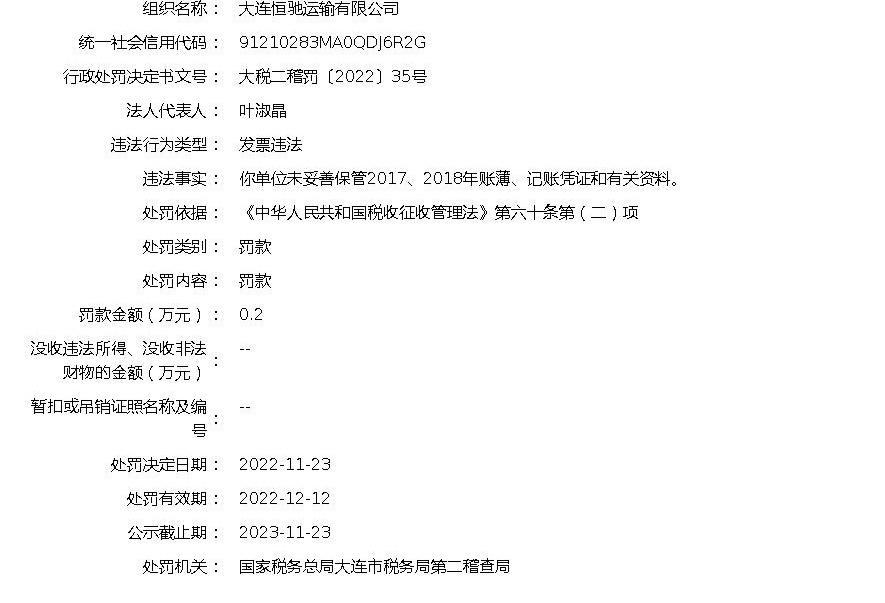 组织名称： 大连恒驰运输有限公司
统一社会信用代码： 91210283MA0QDJ6R2G
行政处罚决定书文号： 大税二稽罚〔2022〕35号
法人代表人： 叶淑晶
违法行为类型： 发票违法
违法事实： 你单位未妥善保管2017、2018年账薄、记账凭证和有关资料。
处罚依据： 《中华人民共和国税收征收管理法》第六十条第（二）项
处罚类别： 罚款
处罚内容： 罚款
罚款金额（万元）： 0.2
没收违法所得、没收非法
财物的金额（万元）： --
暂扣或吊销证照名称及编
号： --
处罚决定日期： 2022-11-23
处罚有效期： 2022-12-12
公示截止期： 2023-11-23
处罚机关： 国家税务总局大连市税务局第二稽查局